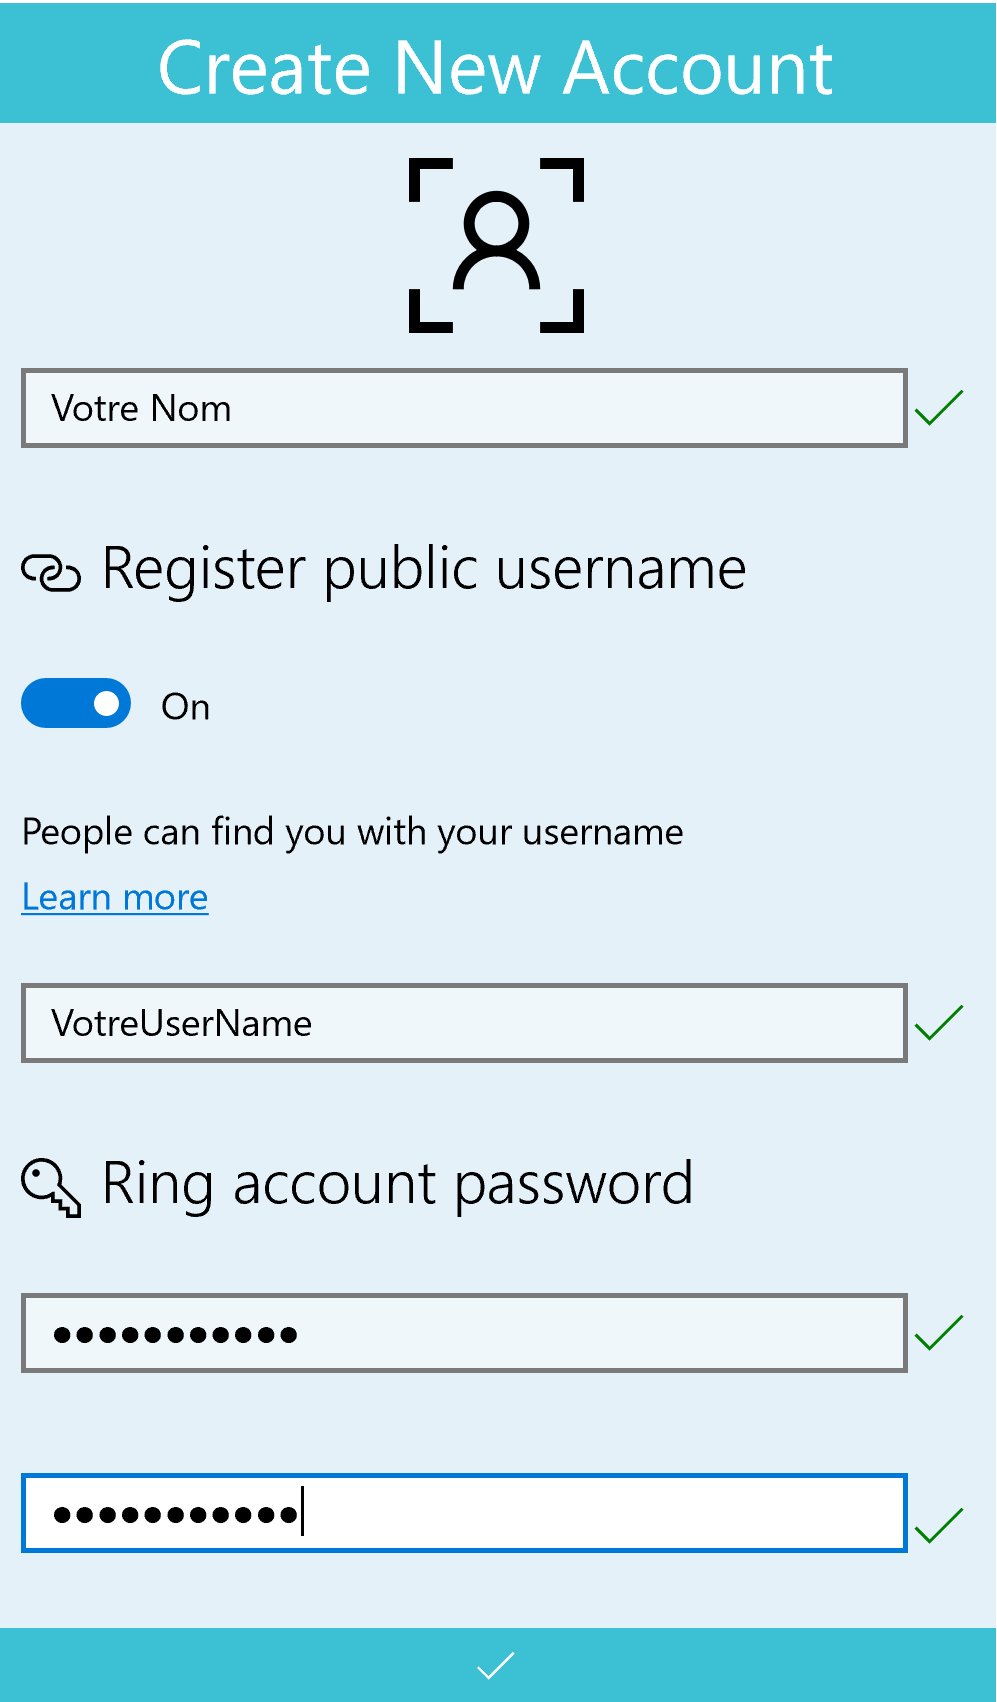 Create New Account
Votre Nom
Register public username
On
People can find you with your username
Learn more
VotreUserName
Ring account password
●●●●●●●●●●●
●●●●●●●●●●●